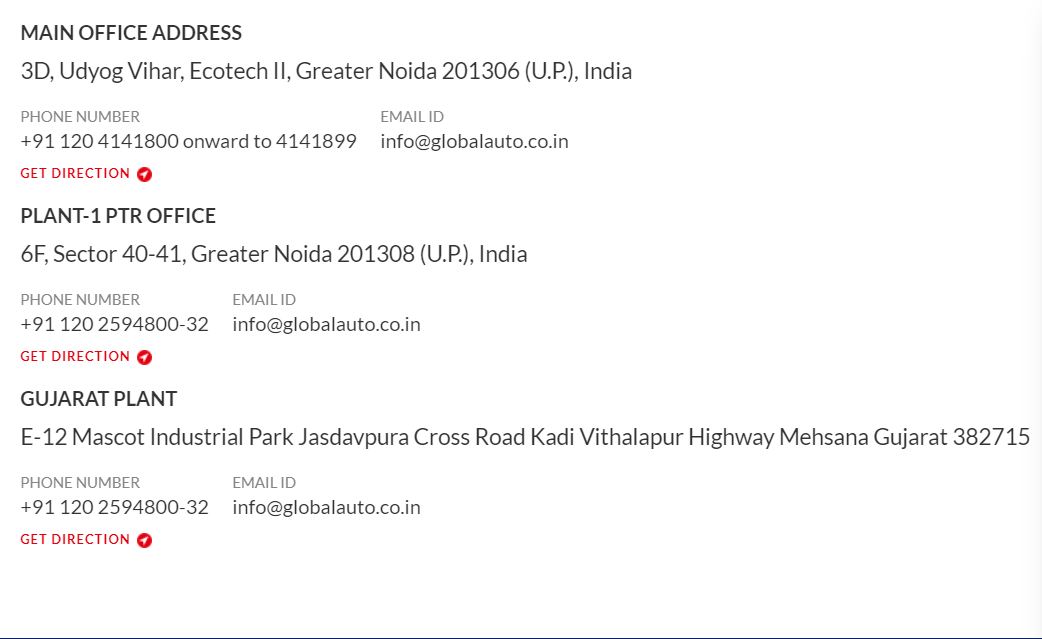 MAIN OFFICE ADDRESS
3D, Udyog Vihar, Ecotech II, Greater Noida 201306 (U.P.), India
PHONE NUMBER EMAIL ID
+91 120 4141800 onward to 4141899 info@globalauto.co.in
GET DIRECTION
PLANT-1 PTR OFFICE
6F, Sector 40-41, Greater Noida 201308 (U.P.), India
PHONE NUMBER EMAIL ID
+91 120 2594800-32 info@globalauto.co.in
GET DIRECTION
GUJARAT PLANT
E-12 Mascot Industrial Park Jasdavpura Cross Road Kadi Vithalapur Highway Mehsana Gujarat 382715
PHONE NUMBER EMAIL ID
+91 120 2594800-32 info@globalauto.co.in
GET DIRECTION